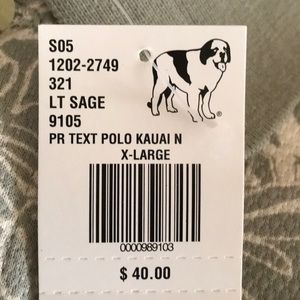 S05
1202-2749
321
LT SAGE
9105
PR TEXT POLO KAUAI N
X-LARGE
®
0000989103
$ 40.00